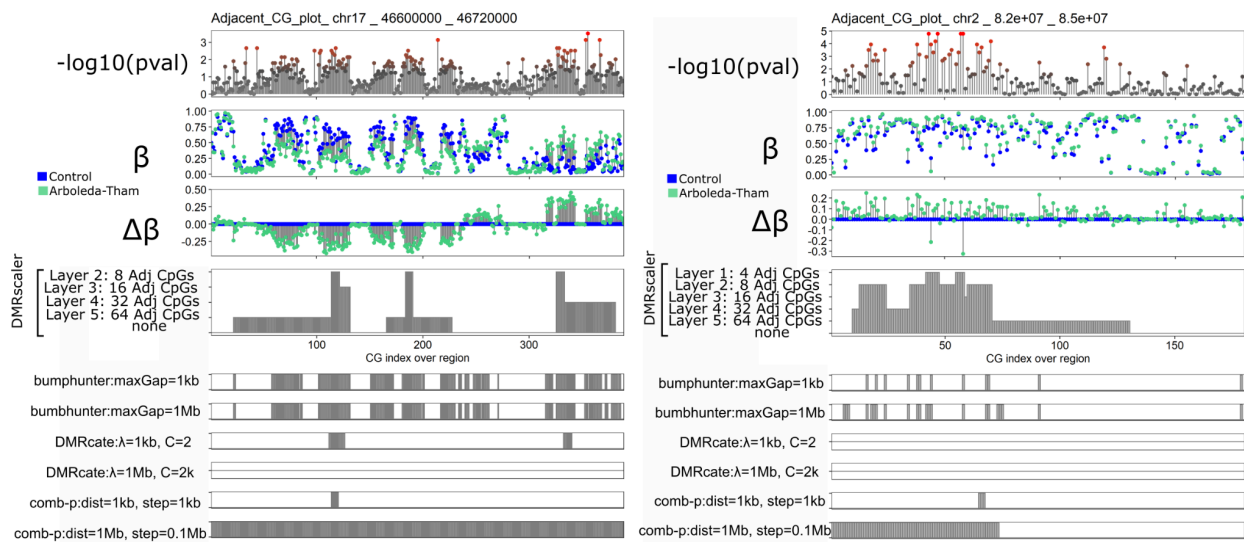 Adjacent_CG_plot_ chr17 _ 46600000 _ 46720000
-log10(pval)
3
2
1
0
100
200
300
β
1.00
0.75
0.50
0.25
0.00
Control
Arboleda-Tham
Δβ
0.50
0.25
0.00
-0.25
DMRscaler
Layer 2: 8 Adj CpGs
Layer 3: 16 Adj CpGs
Layer 4: 32 Adj CpGs
Layer 5: 64 Adj CpGs
none
100
200
300
CG index over region
bumphunter:maxGap=1kb
bumbhunter:maxGap=1Mb
DMRcate:λ=1kb, C=2
DMRcate:λ=1Mb, C=2k
comb-p:dist=1kb, step=1kb
comb-p:dist=1Mb, step=0.1Mb
Adjacent_CG_plot_ chr2 _ 8.2e+07 _ 8.5e+07
-log10(pval)
5
4
3
2
1
0
β
1.00
0.75
0.50
0.25
0.00
Control
Arboleda-Tham
Δβ
0.2
0.1
0.0
-0.1
-0.2
-0.3
DMRscaler
Layer 1: 4 Adj CpGs
Layer 2: 8 Adj CpGs
Layer 3: 16 Adj CpGs
Layer 4: 32 Adj CpGs
Layer 5: 64 Adj CpGs
none
50
100
150
CG index over region
bumphunter:maxGap=1kb
bumbhunter:maxGap=1Mb
DMRcate:λ=1kb, C=2
DMRcate:λ=1Mb, C=2k
comb-p:dist=1kb, step=1kb
comb-p:dist=1Mb, step=0.1Mb